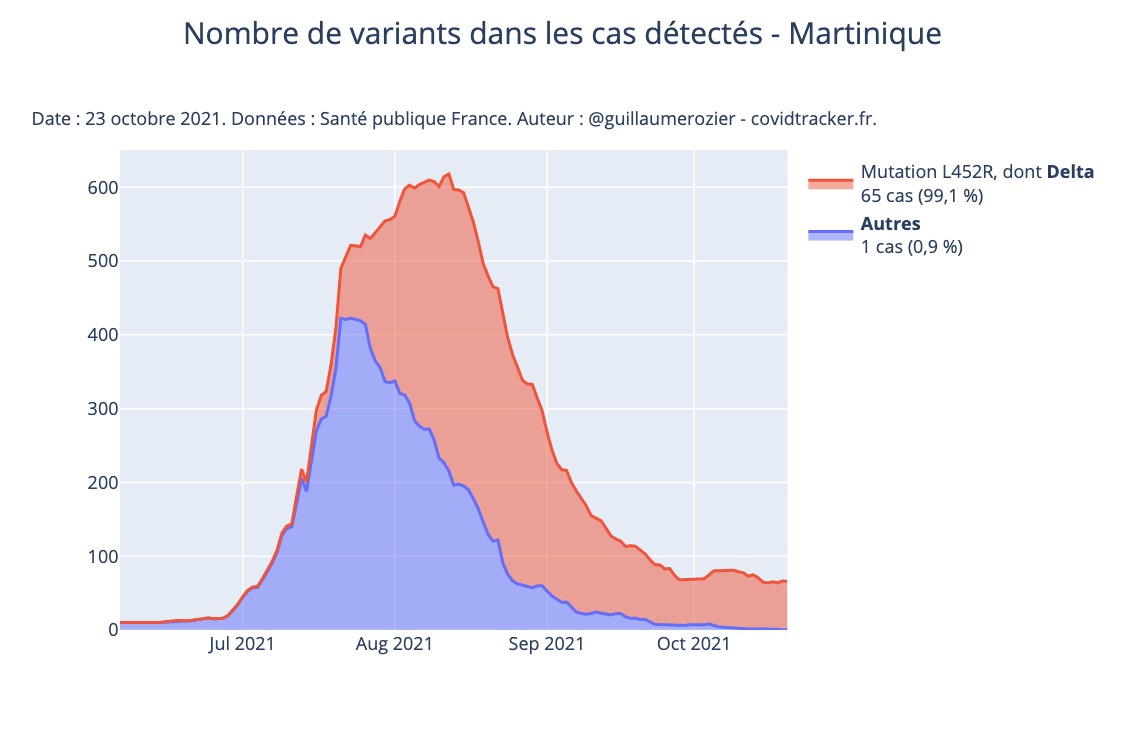 Nombre de variants dans les cas détectés - Martinique
Date : 23 octobre 2021. Données : Santé publique France. Auteur : @guillaumerozier - covidtracker.fr.
Mutation L452R, dont Delta
65 cas (99,1 %)
Autres
1 cas (0,9 %)
600
500
400
300
200
100
0
Jul 2021 Aug 2021 Sep 2021 Oct 2021